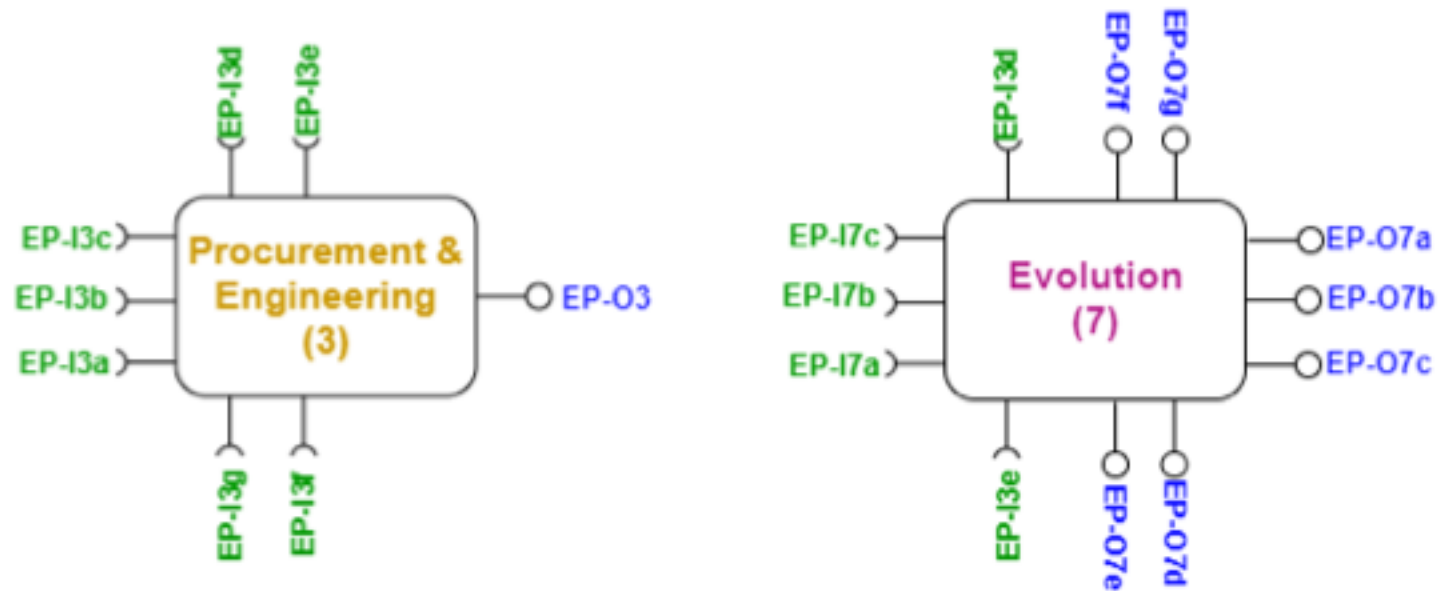 EP-I3d
EP-I3e
EP-I3c
EP-I3b
EP-I3a
Procurement &
Engineering
(3)
EP-O3
EP-I3g
EP-I3f
EP-I3d
EP-O7f
EP-O7g
EP-I7c
EP-I7b
EP-I7a
Evolution
(7)
EP-O7a
EP-O7b
EP-O7c
EP-I3e
EP-O7e
EP-O7d